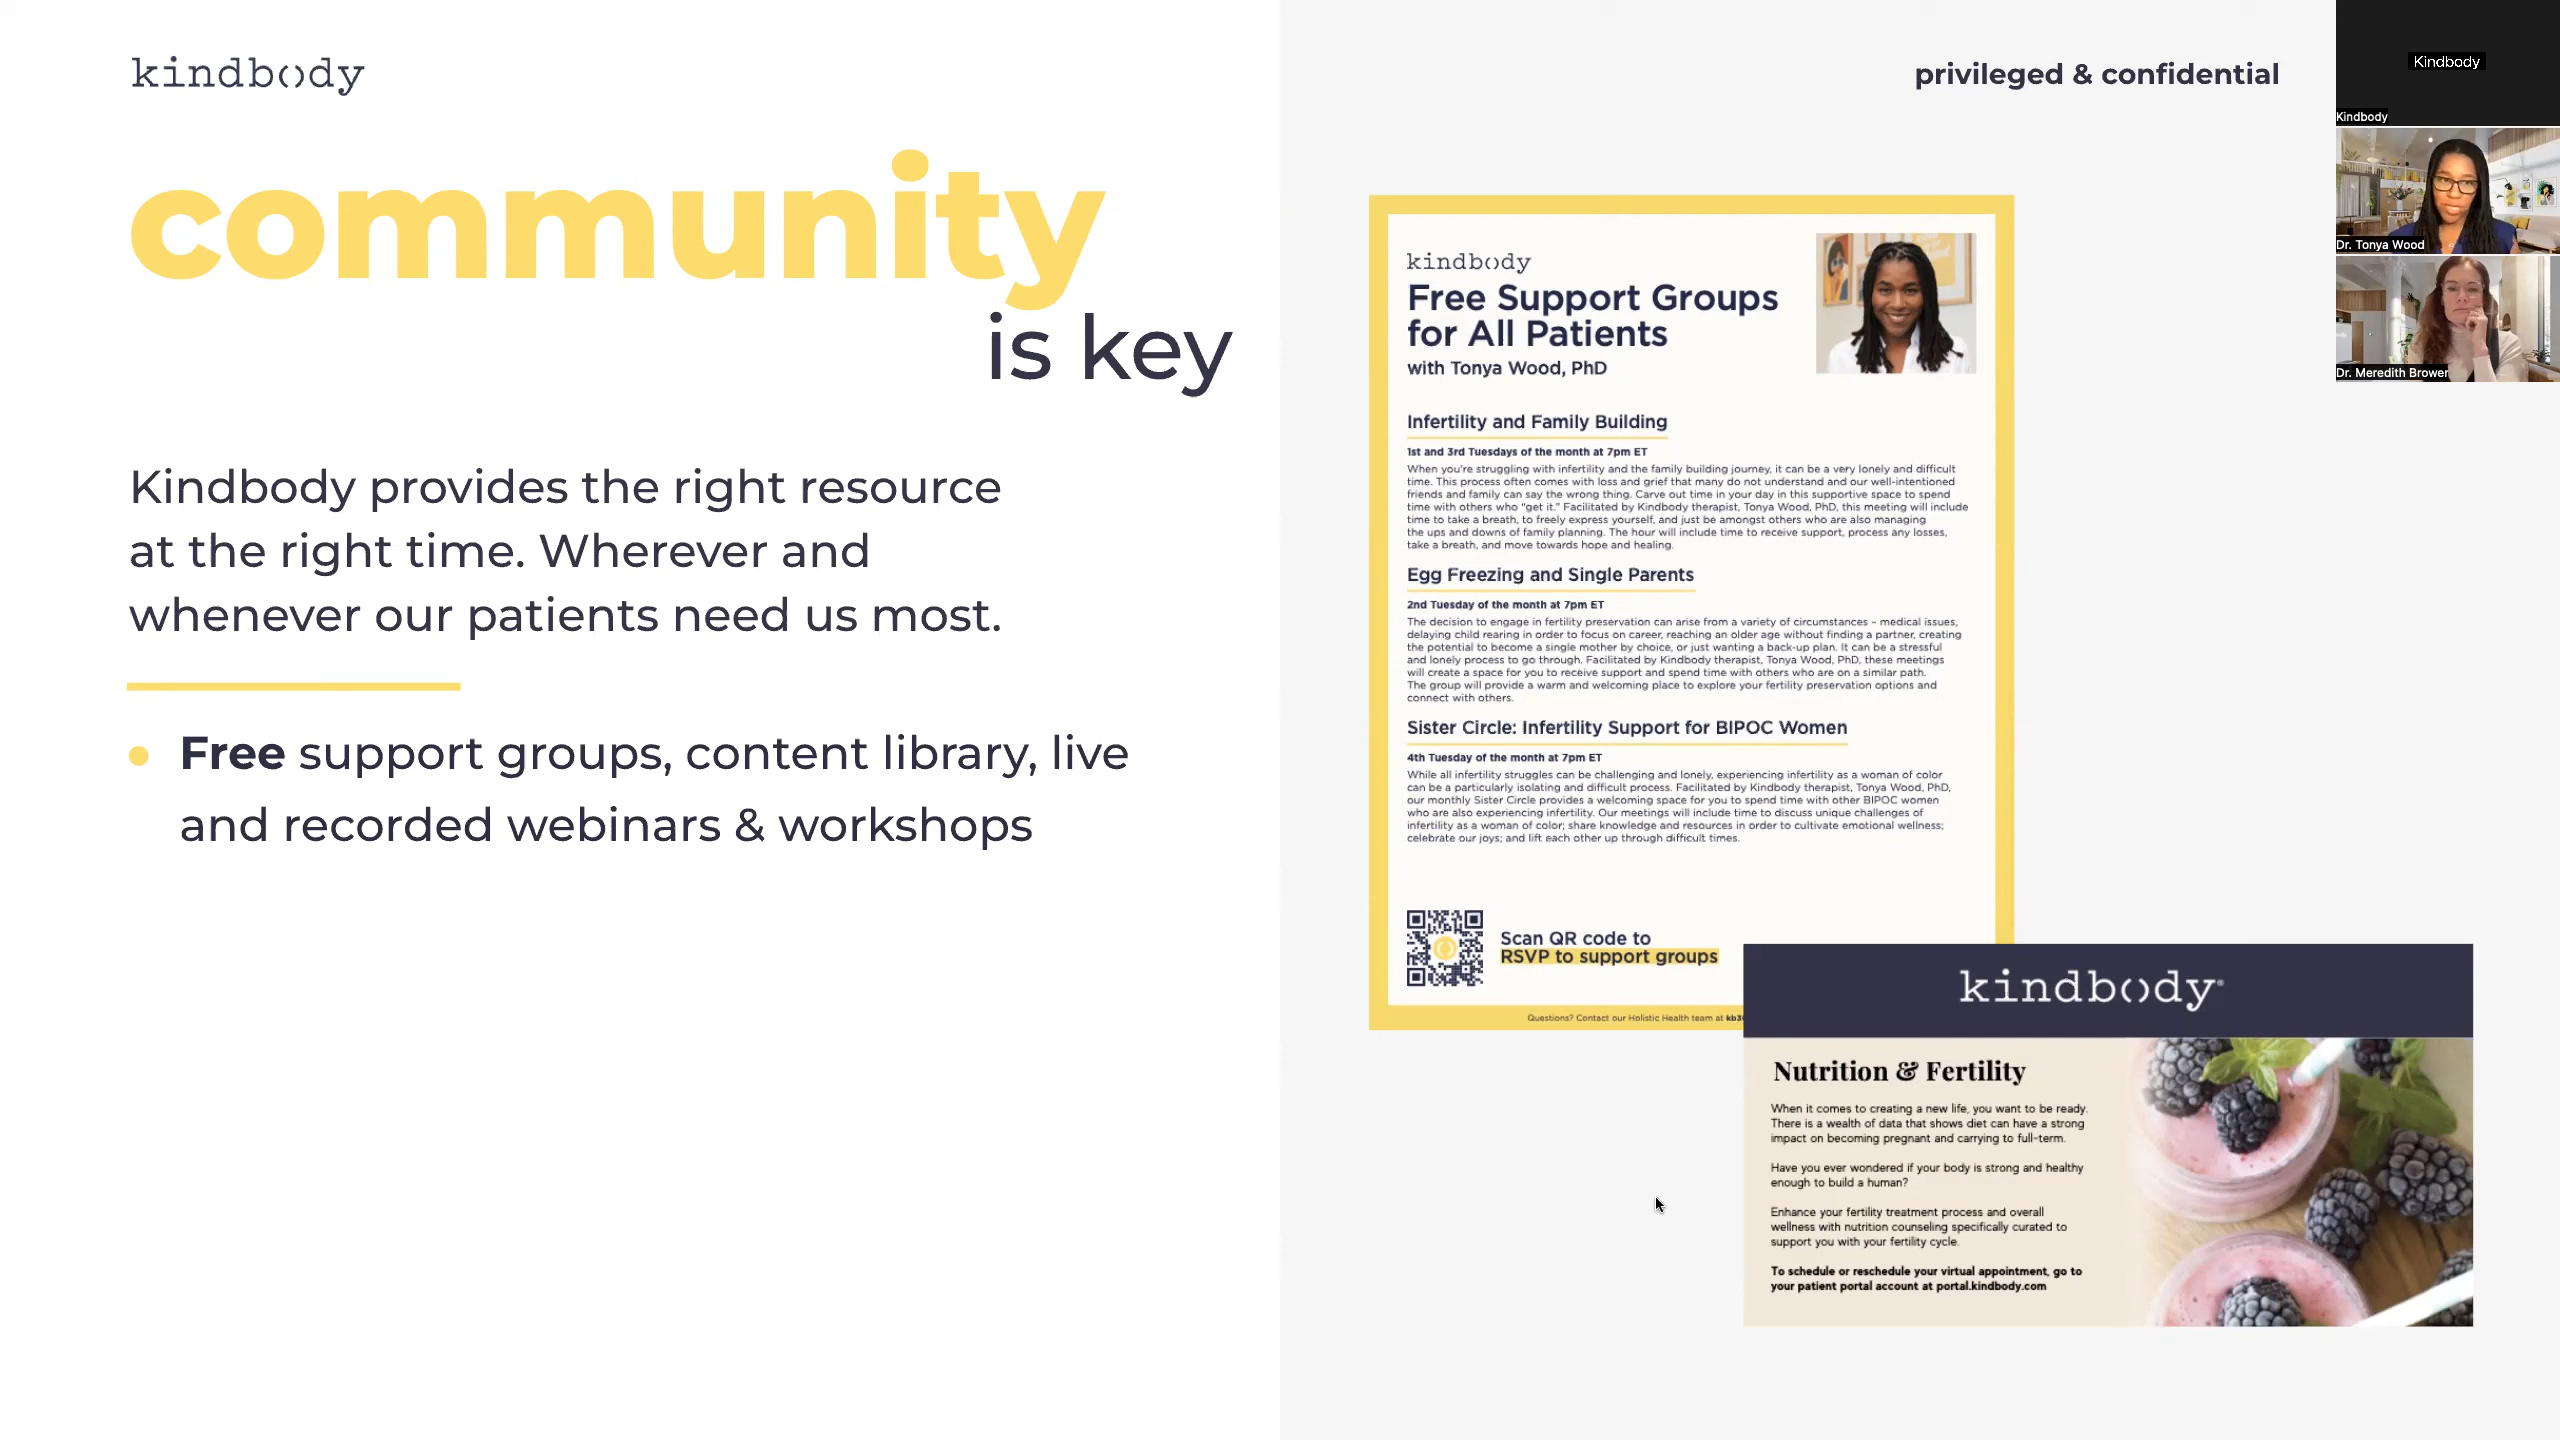 kindbody
community
is key
Kindbody provides the right resource
at the right time. Wherever and
whenever our patients need us most.
• Free support groups, content library, live
and recorded webinars & workshops
privileged & confidential
kindbody
Free Support Groups
for All Patients
with Tonya Wood, PhD
Infertility and Family Building
1st and 3rd Tuesdays of the month at 7pm ET
When you're struggling with infertility and the family building journey, it can be a very lonely and difficult
time. This process often comes with loss and grief that many do not understand and our well-intentioned
friends and family can say the wrong thing. Carve out time in your day in this supportive space to spend
time with others who "get it." Facilitated by Kindbody therapist, Tonya Wood, PhD, this meeting will include
time to take a breath, to freely express yourself, and just be amongst others who are also managing
the ups and downs of family planning. The hour will include time to receive support, process any losses,
take a breath, and move towards hope and healing.
Egg Freezing and Single Parents
2nd Tuesday of the month at 7pm ET
The decision to engage in fertility preservation can arise from a variety of circumstances – medical issues,
delaying child rearing in order to focus on career, reaching an older age without finding a partner, creating
the potential to become a single mother by choice, or just wanting a back-up plan. It can be a stressful
and lonely process to go through. Facilitated by Kindbody therapist, Tonya Wood, PhD, these meetings
will create a space for you to receive support and spend time with others who are on a similar path.
The group will provide a warm and welcoming place to explore your fertility preservation options and
connect with others.
Sister Circle: Infertility Support for BIPOC Women
4th Tuesday of the month at 7pm ET
While all infertility struggles can be challenging and lonely, experiencing infertility as a woman of color
can be a particularly isolating and difficult process. Facilitated by Kindbody therapist, Tonya Wood, PhD,
our monthly Sister Circle provides a welcoming space for you to spend time with other BIPOC women
who are also experiencing infertility. Our meetings will include time to discuss unique challenges of
infertility as a woman of color; share knowledge and resources in order to cultivate emotional wellness;
celebrate our joys; and lift each other up through difficult times.
Scan QR code to
RSVP to support groups
Questions? Contact our Holistic Health team at
kindbody®
Nutrition & Fertility
When it comes to creating a new life, you want to be ready.
There is a wealth of data that shows diet can have a strong
impact on becoming pregnant and carrying to full-term.
Have you ever wondered if your body is strong and healthy
enough to build a human?
Enhance your fertility treatment process and overall
wellness with nutrition counseling specifically curated to
support you with your fertility cycle.
To schedule or reschedule your virtual appointment, go to
your patient portal account at portal.kindbody.com
Kindbody
Kindbody
Dr. Tonya Wood
Dr. Meredith Brower